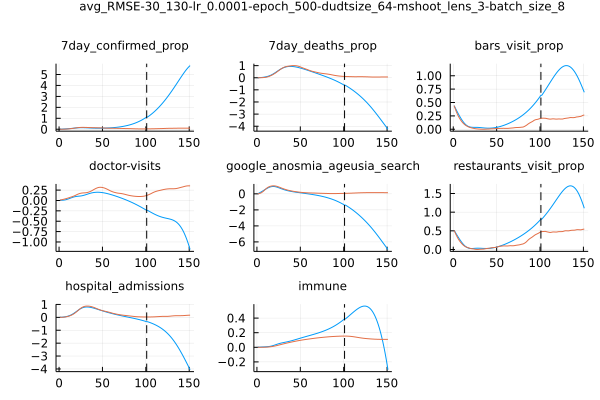 avg_RMSE-30_130-lr_0.0001-epoch_500-dudtsize_64-mshoot_lens_3-batch_size_8
7day_confirmed_prop 7day_deaths_prop bars_visit_prop
5 4 3 2 1 0
1 0 −1 −2 −3 −4
1.00 0.75 0.50 0.25 0.00
0 50 100 150 0 50 100 150 0 50 100 150
doctor-visits google_anosmia_ageusia_search restaurants_visit_prop
0.25 0.00 −0.25 −0.50 −0.75 −1.00
0 −2 −4 −6
1.5 1.0 0.5 0.0
0 50 100 150 0 50 100 150 0 50 100 150
hospital_admissions immune
1 0 −1 −2 −3 −4
0.4 0.2 0.0 −0.2
0 50 100 150 0 50 100 150